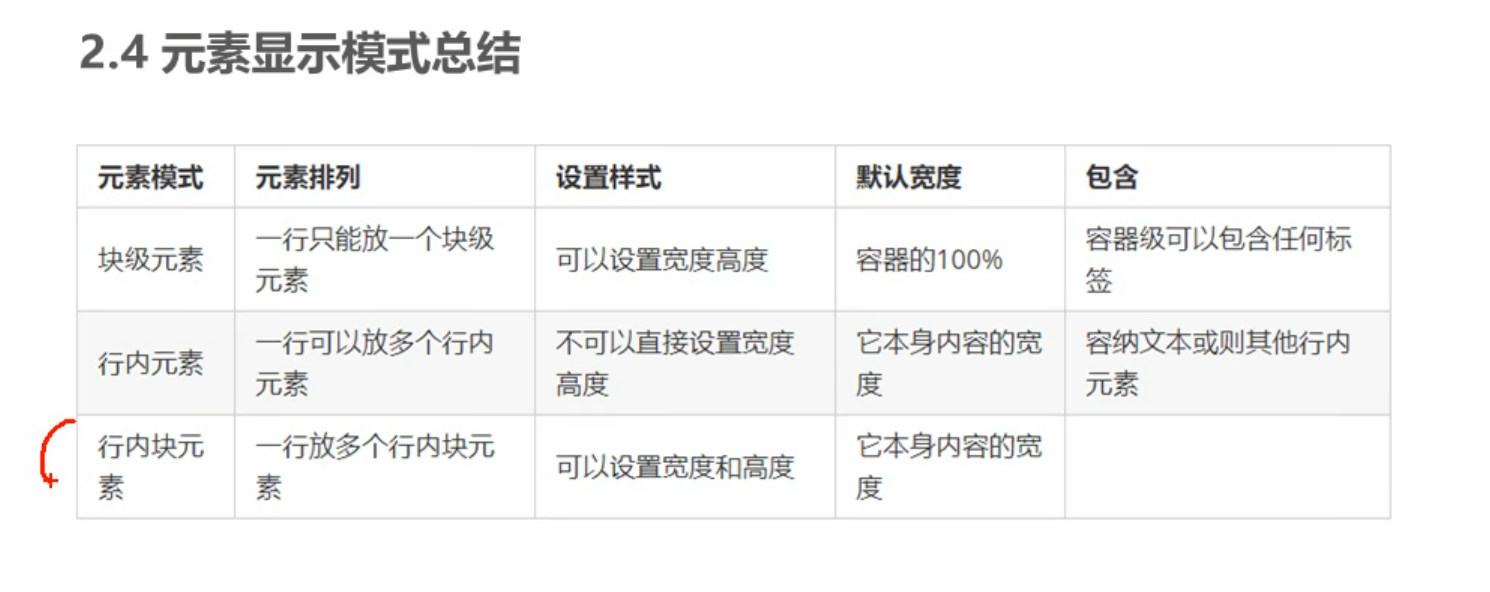 2.4 元素显示模式总结
元素模式 元素排列 设置样式 默认宽度 包含
块级元素 一行只能放一个块级 可以设置宽度高度 容器的100% 容器级可以包含任何标
元素 签
行内元素 一行可以放多个行内 不可以直接设置宽度 它本身内容的宽 容纳文本或则其他行内
元素 高度 度 元素
行内块元 一行放多个行内块元 可以设置宽度和高度 它本身内容的宽
素 素 度